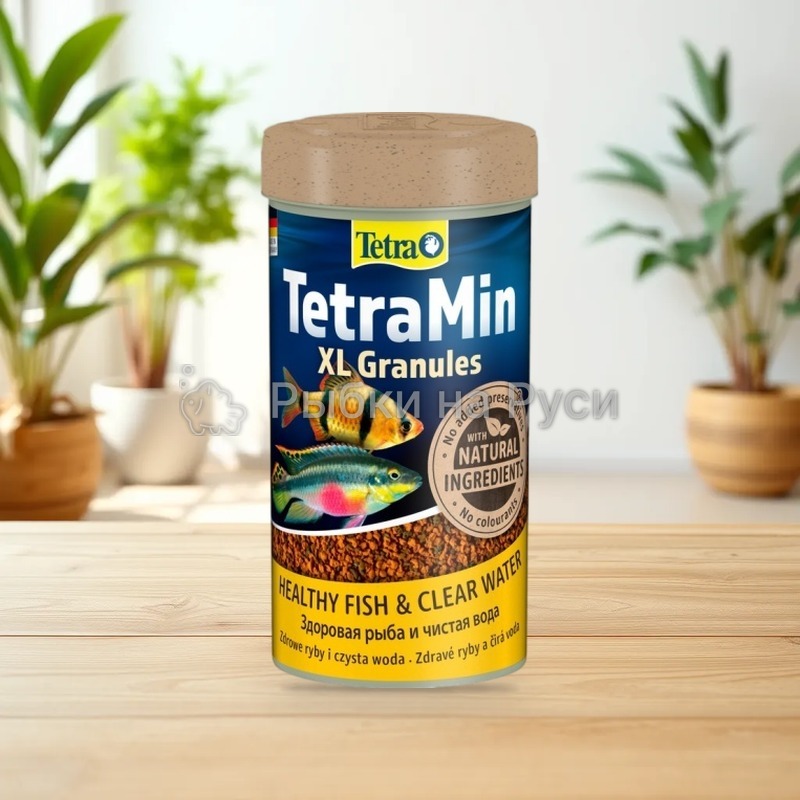 Tetra
TetraMin
XL Granules
Рыбки на Руси
No added preservatives
WITH
NATURAL
INGREDIENTS
No colourants
HEALTHY FISH & CLEAR WATER
Здоровая рыба и чистая вода
Zdrowe ryby i czysta woda · Zdravé ryby a čirá voda